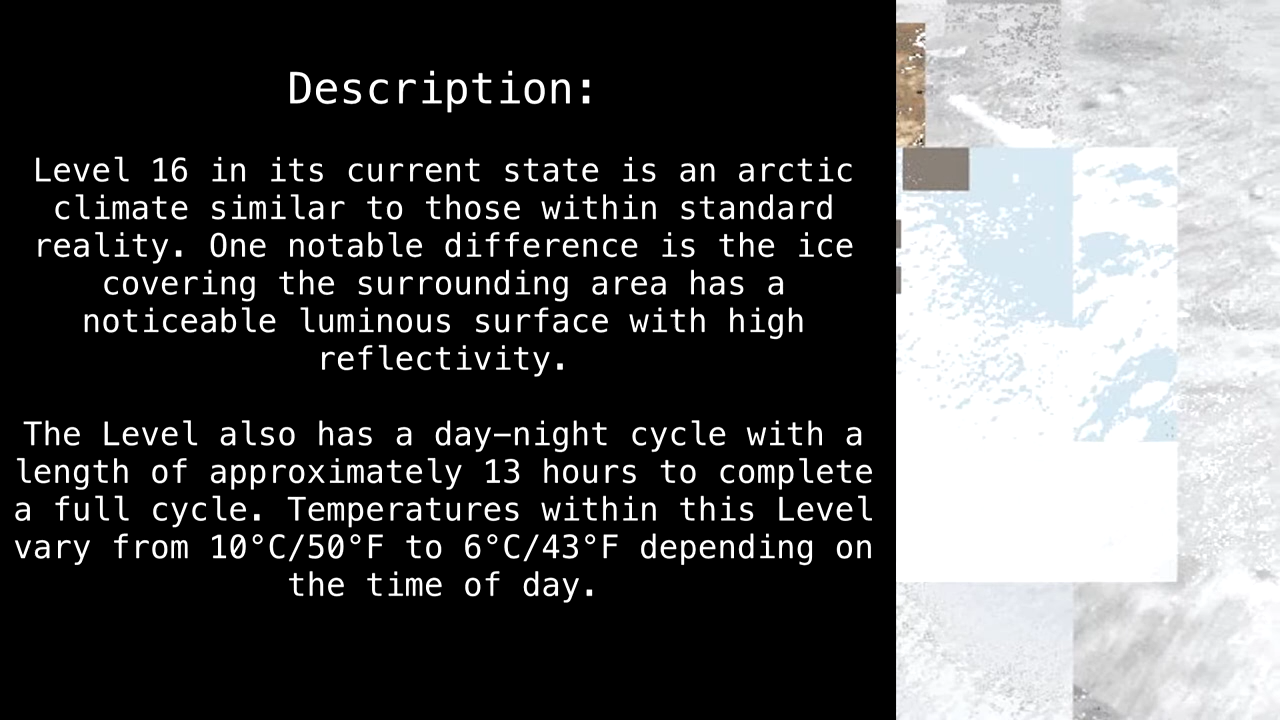 Description:
Level 16 in its current state is an arctic
climate similar to those within standard
reality. One notable difference is the ice
covering the surrounding area has a
noticeable luminous surface with high
reflectivity.
The Level also has a day–night cycle with a
length of approximately 13 hours to complete
a full cycle. Temperatures within this Level
vary from 10°C/50°F to 6°C/43°F depending on
the time of day.